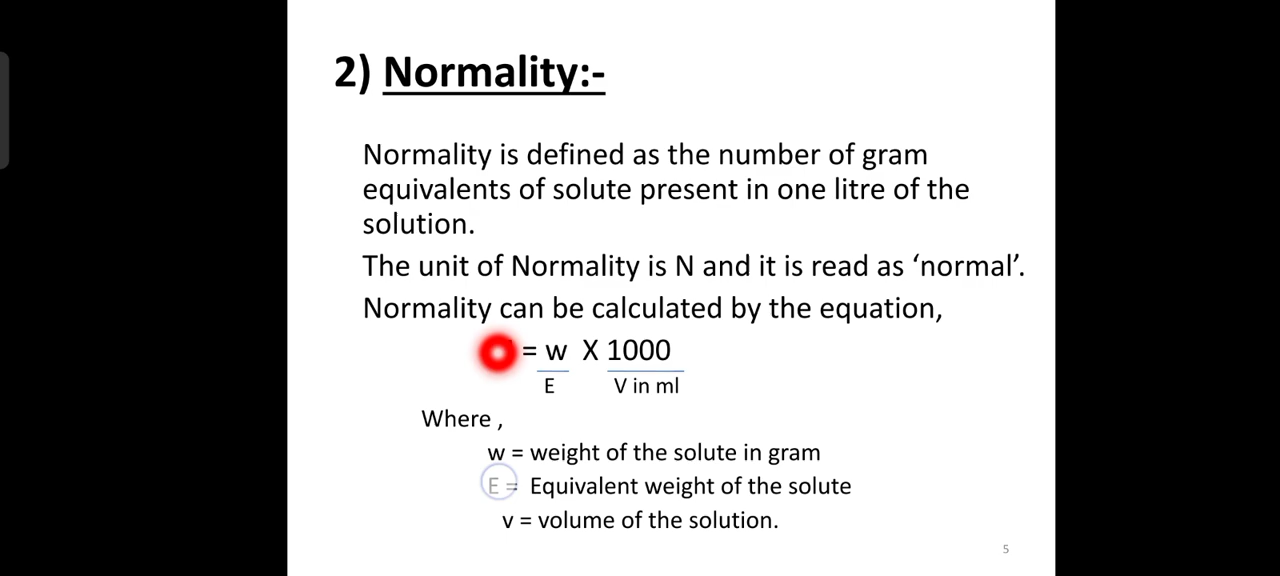 2) Normality:-
Normality is defined as the number of gram
equivalents of solute present in one litre of the
solution.
The unit of Normality is N and it is read as ‘normal’.
Normality can be calculated by the equation,
= w X 1000
E V in ml
Where ,
w = weight of the solute in gram
E = Equivalent weight of the solute
v = volume of the solution.
5